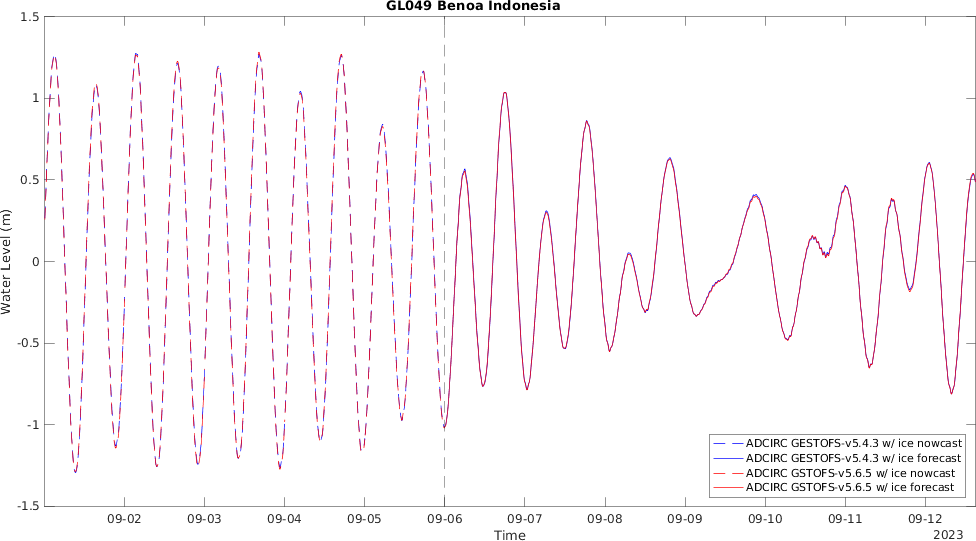 GL049 Benoa Indonesia
1.5
1
0.5
0
-0.5
-1
-1.5
Water Level (m)
ADCIRC GESTOFS-v5.4.3 w/ ice nowcast
ADCIRC GESTOFS-v5.4.3 w/ ice forecast
ADCIRC GSTOFS-v5.6.5 w/ ice nowcast
ADCIRC GSTOFS-v5.6.5 w/ ice forecast
09-02 09-03 09-04 09-05 09-06 09-07 09-08 09-09 09-10 09-11 09-12
Time
2023